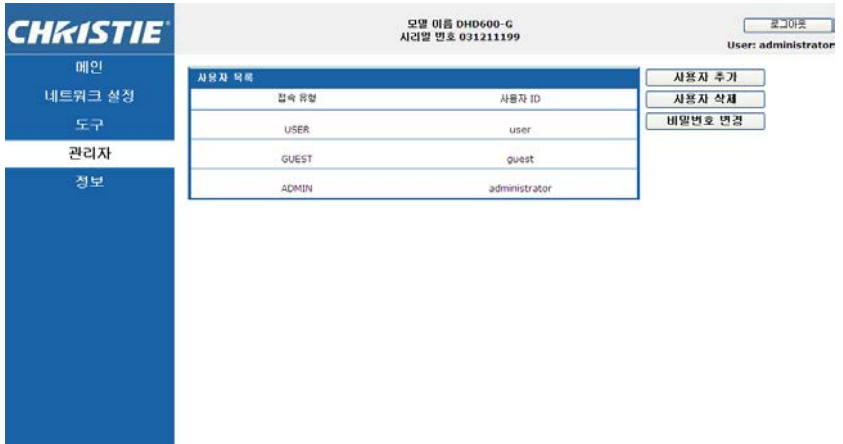 CHRISTIE
모델 이름 DHD600-G
시리얼 번호 031211199
로그아웃
User: administrator
메인
네트워크 설정
도구
관리자
정보
사용자 목록
접속 유형 사용자 ID
USER user
GUEST guest
ADMIN administrator
사용자 추가
사용자 삭제
비밀번호 변경